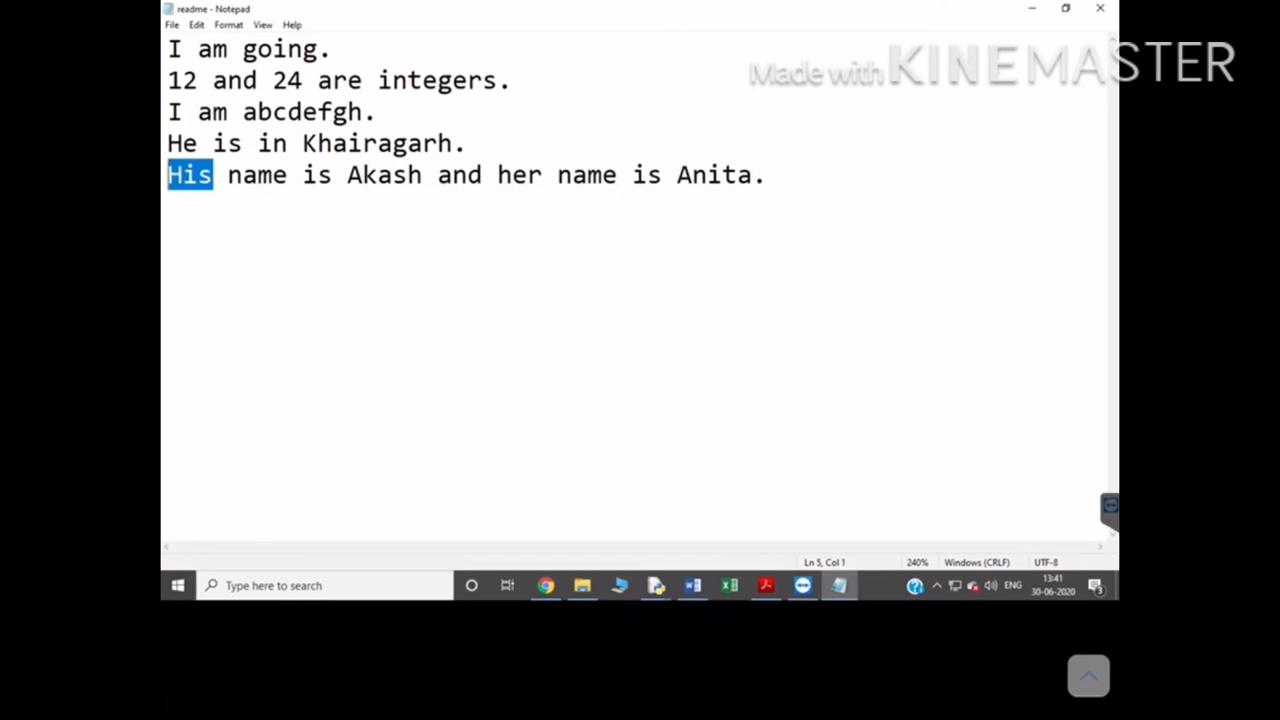 readme - Notepad
File Edit Format View Help
I am going.
12 and 24 are integers.
I am abcdefgh.
He is in Khairagarh.
His name is Akash and her name is Anita.
Made with KINEMASTER
Ln 5, Col 1 240% Windows (CRLF) UTF-8
Type here to search
ENG
13:41
30-06-2020
3